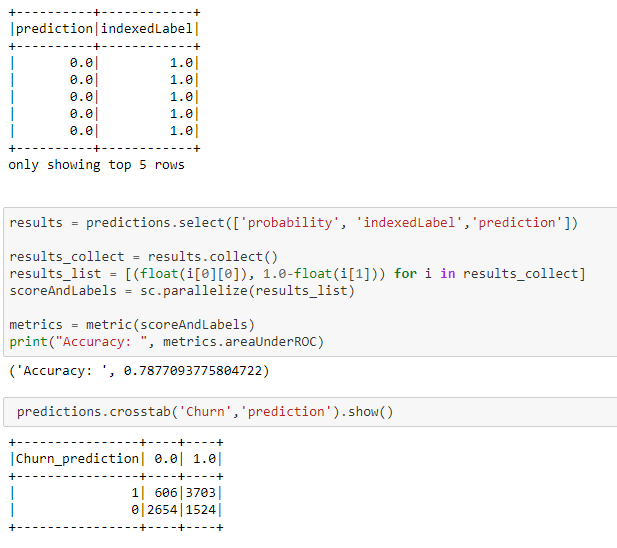 +----------+------------+
|prediction|indexedLabel|
+----------+------------+
|       0.0|         1.0|
|       0.0|         1.0|
|       0.0|         1.0|
|       0.0|         1.0|
|       0.0|         1.0|
+----------+------------+
only showing top 5 rows
results = predictions.select(['probability', 'indexedLabel','prediction'])
results_collect = results.collect()
results_list = [(float(i[0][0]), 1.0-float(i[1])) for i in results_collect]
scoreAndLabels = sc.parallelize(results_list)
metrics = metric(scoreAndLabels)
print("Accuracy: ", metrics.areaUnderROC)
('Accuracy: ', 0.7877093775804722)
predictions.crosstab('Churn','prediction').show()
+----------------+----+----+
|Churn_prediction| 0.0| 1.0|
+----------------+----+----+
|               1| 606|3703|
|               0|2654|1524|
+----------------+----+----+